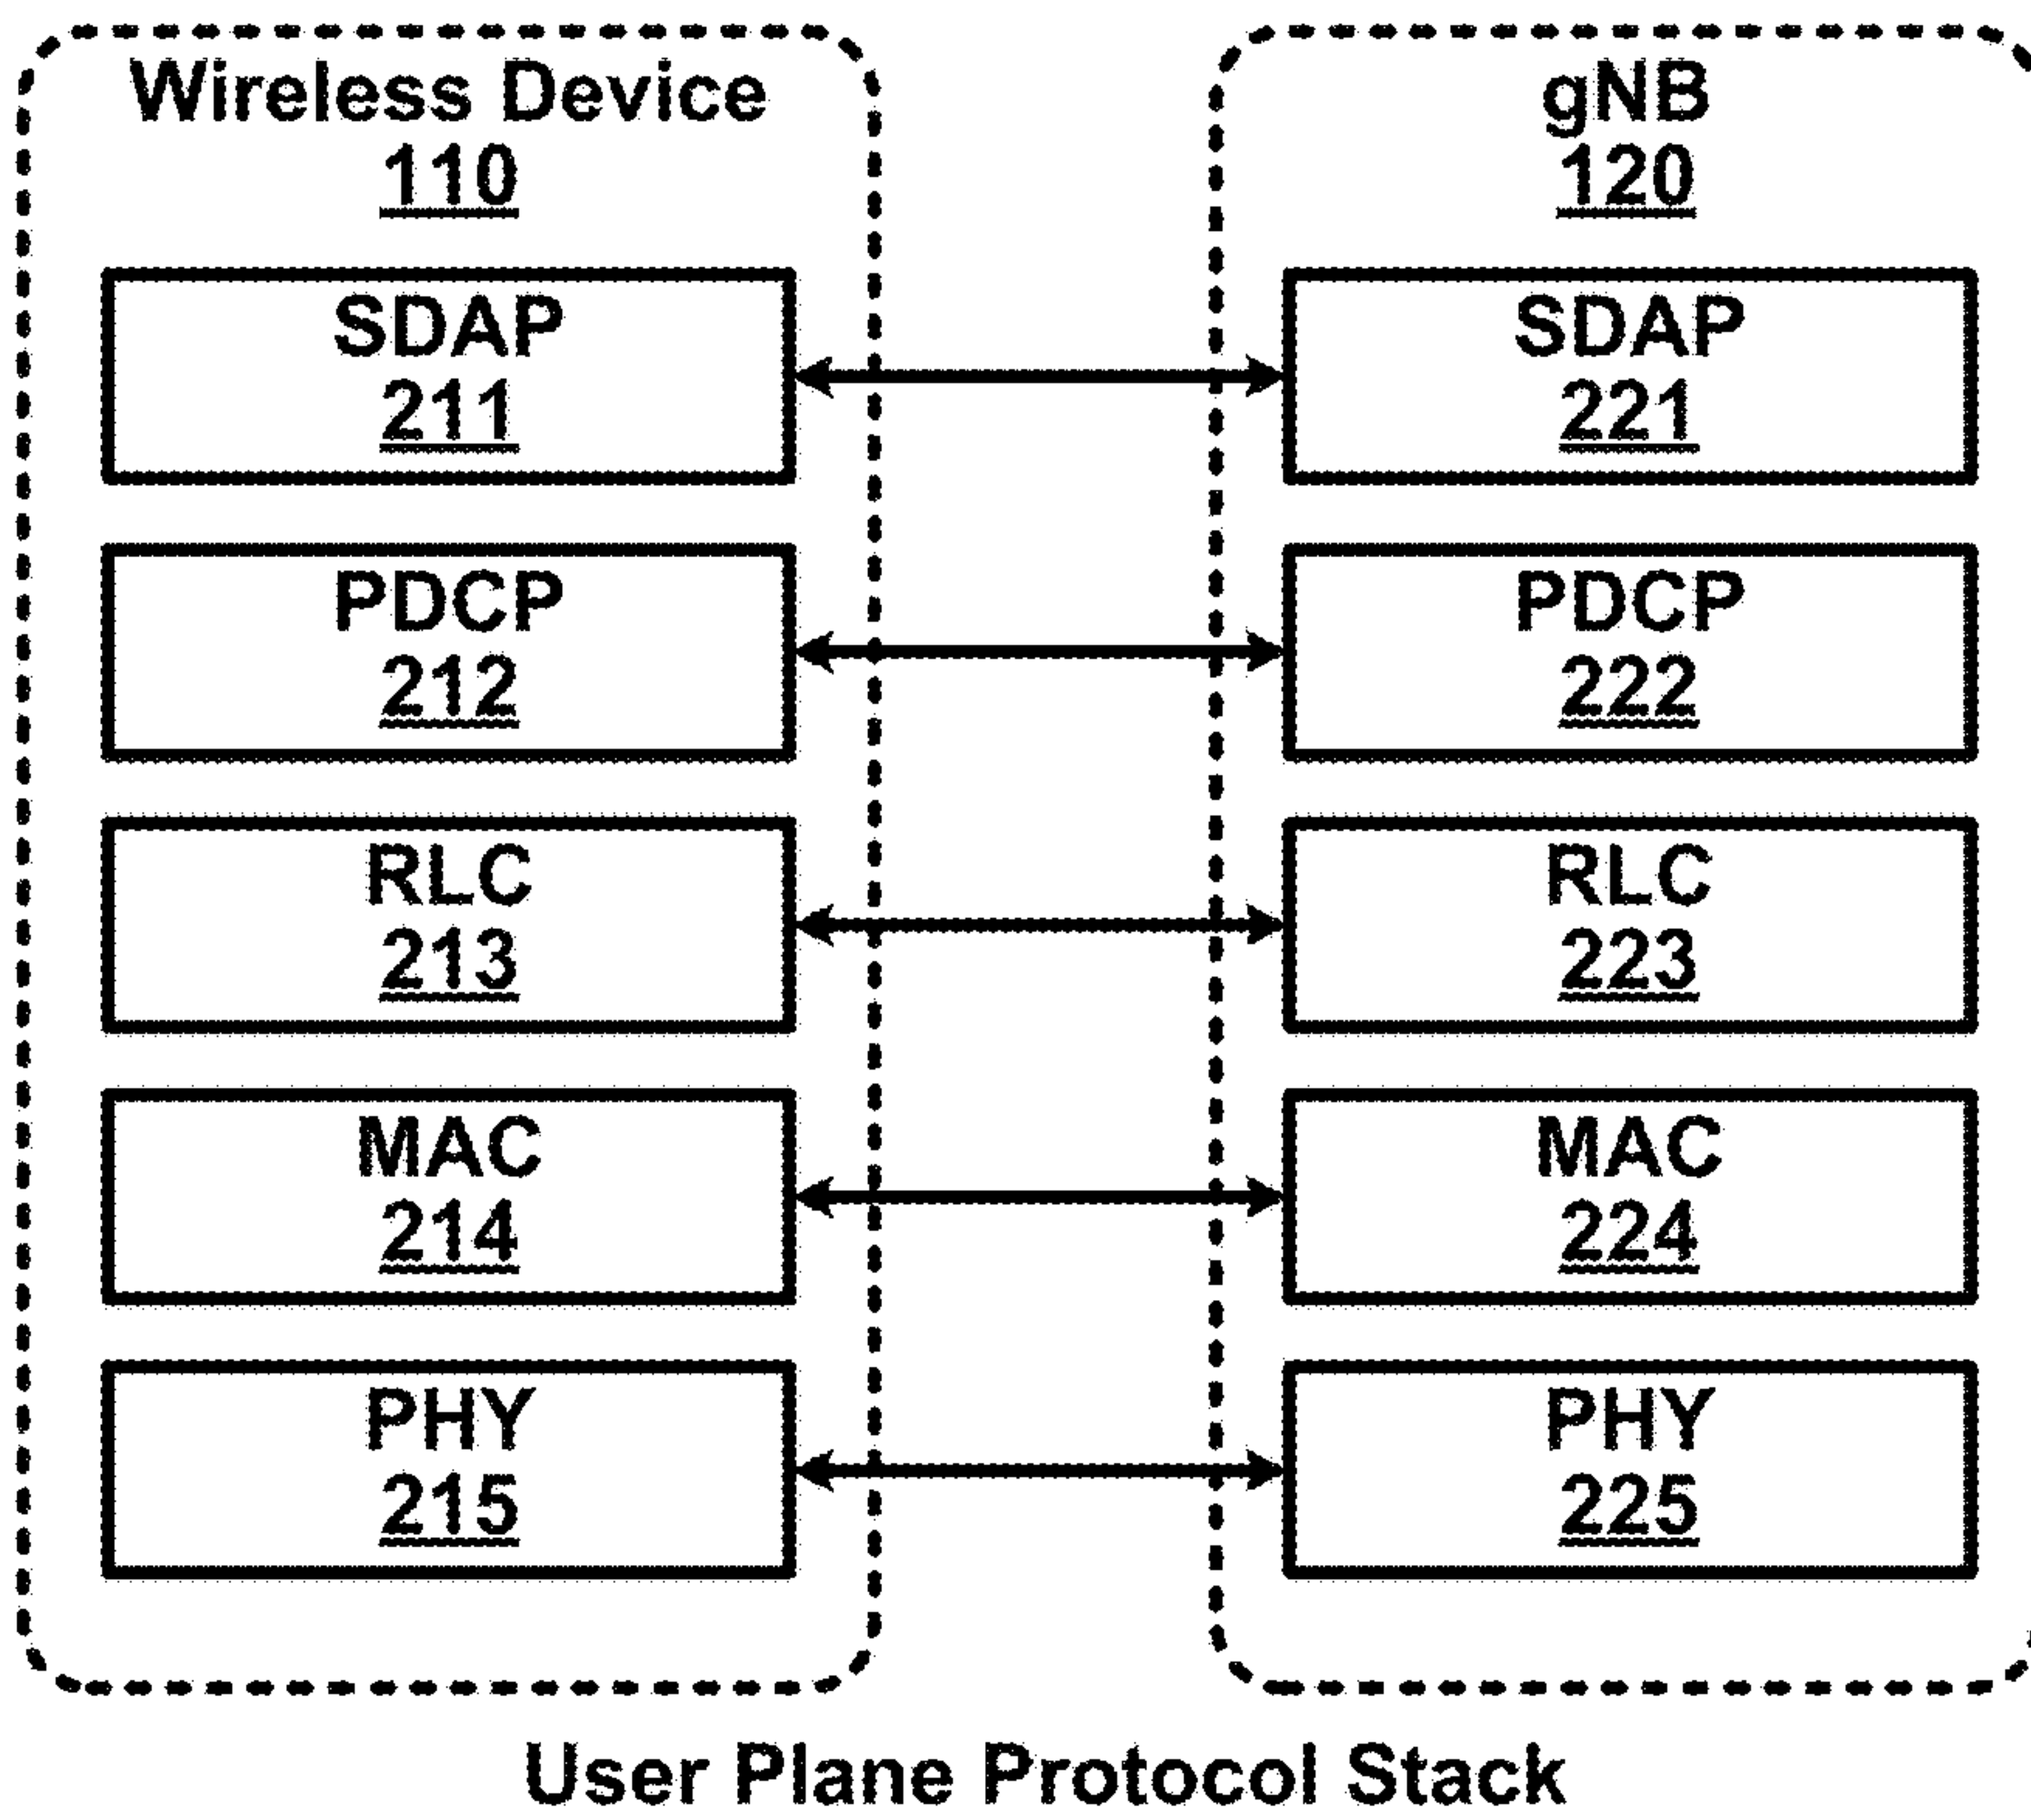 Wireless Device
110
SDAP
211
PDCP
212
RLC
213
MAC
214
PHY
215
gNB
120
SDAP
221
PDCP
222
RLC
223
MAC
224
PHY
225
User Plane Protocol Stack